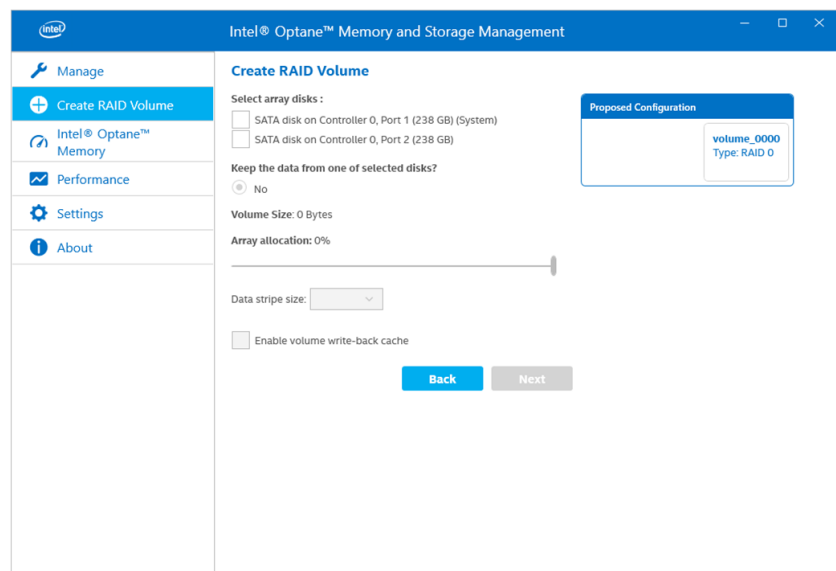 intel
Intel® Optane™ Memory and Storage Management
Manage
Create RAID Volume
Intel® Optane™
Memory
Performance
Settings
About
Create RAID Volume
Select array disks :
SATA disk on Controller 0, Port 1 (238 GB) (System)
SATA disk on Controller 0, Port 2 (238 GB)
Keep the data from one of selected disks?
No
Volume Size: 0 Bytes
Array allocation: 0%
Data stripe size:
Enable volume write-back cache
Back
Next
Proposed Configuration
volume_0000
Type: RAID 0